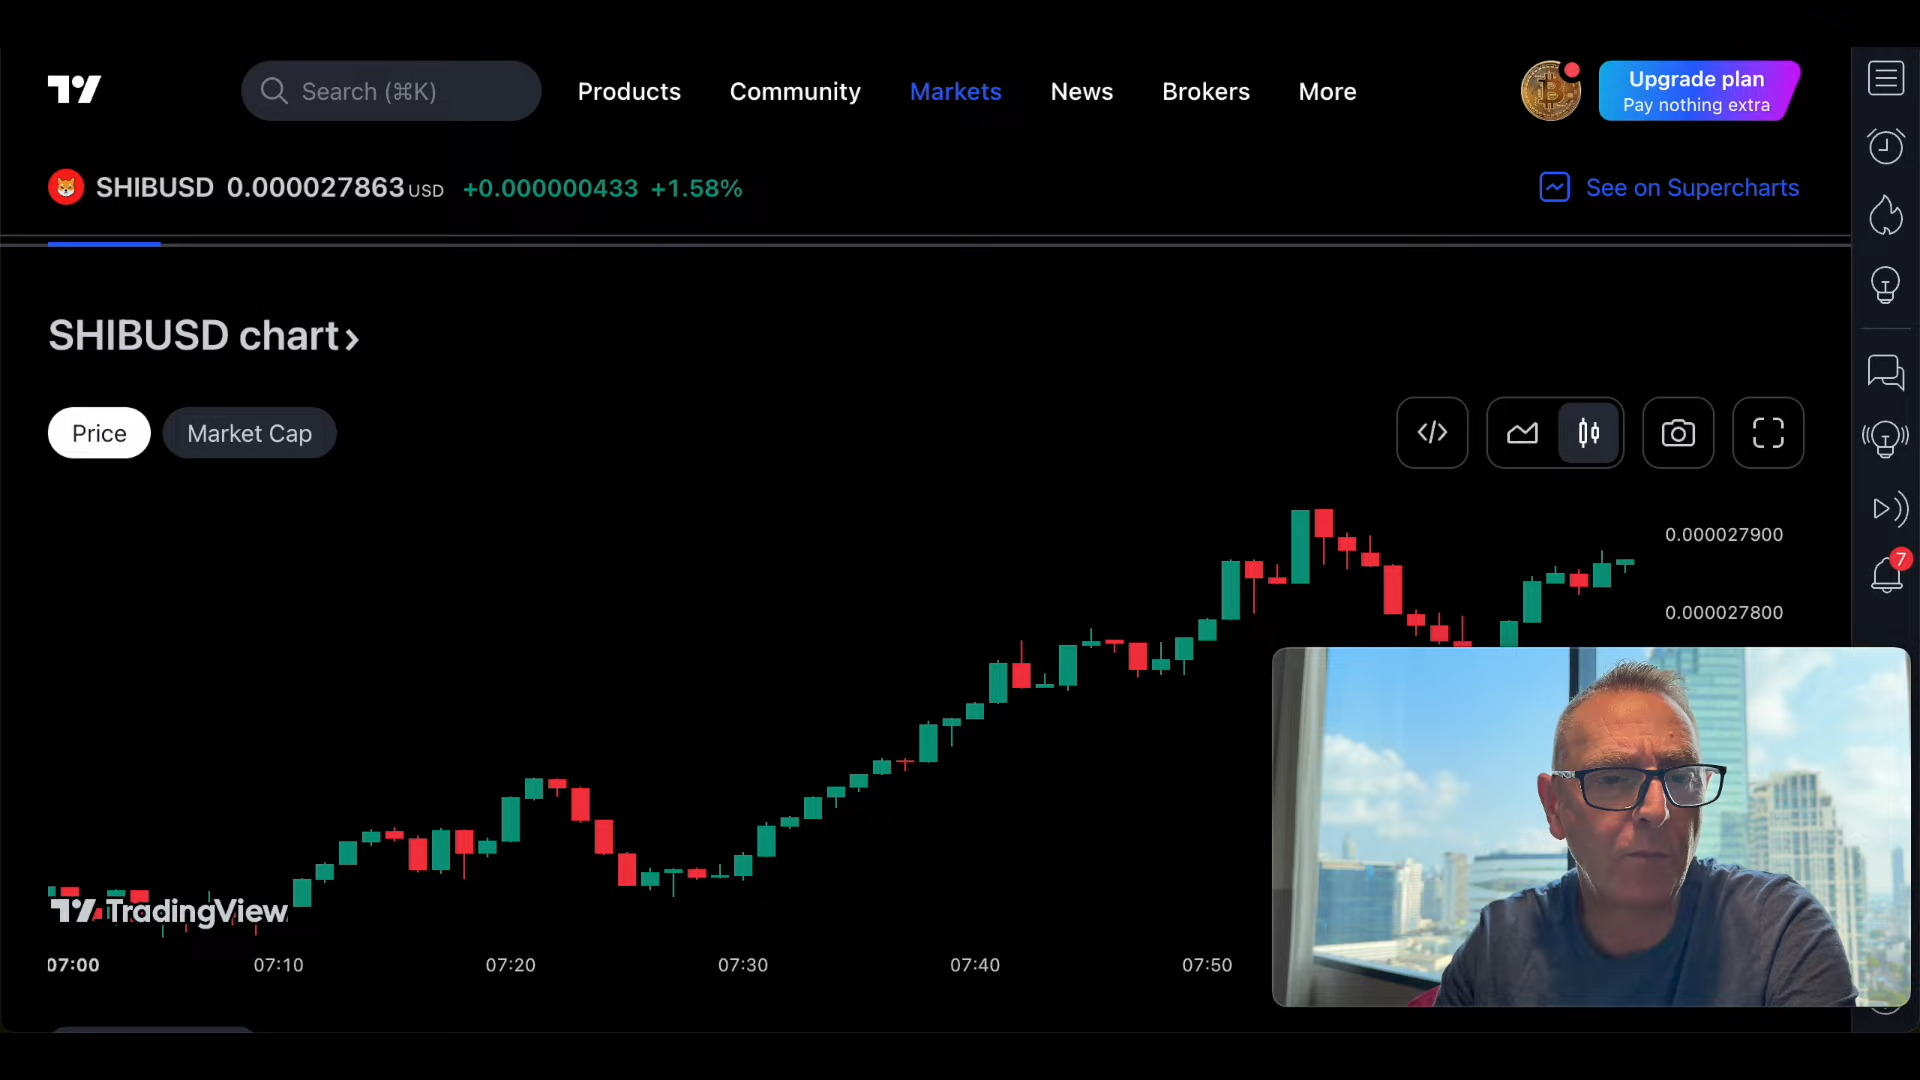 Search (⌘K)
Products
Community
Markets
News
Brokers
More
Upgrade plan
Pay nothing extra
SHIBUSD 0.000027863 USD +0.000000433 +1.58%
See on Supercharts
SHIBUSD chart ›
Price
Market Cap
0.000027900
0.000027800
7
TradingView
07:00
07:10
07:20
07:30
07:40
07:50